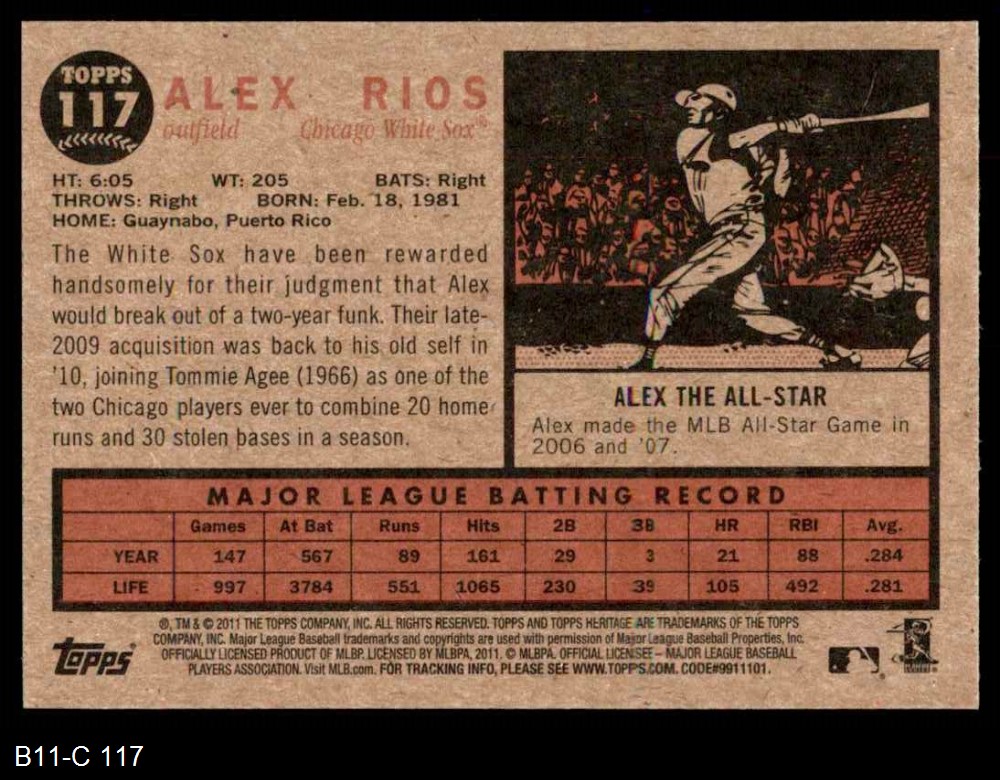 TOPPS
117
ALEX RIOS
outfield Chicago White Sox®
HT: 6:05 WT: 205 BATS: Right
THROWS: Right BORN: Feb. 18, 1981
HOME: Guaynabo, Puerto Rico
The White Sox have been rewarded
handsomely for their judgment that Alex
would break out of a two-year funk. Their late-
2009 acquisition was back to his old self in
'10, joining Tommie Agee (1966) as one of the
two Chicago players ever to combine 20 home
runs and 30 stolen bases in a season.
ALEX THE ALL-STAR
Alex made the MLB All-Star Game in
2006 and '07.
MAJOR LEAGUE BATTING RECORD
Games At Bat Runs Hits 2B 3B HR RBI Avg.
YEAR 147 567 89 161 29 3 21 88 .284
LIFE 997 3784 551 1065 230 39 105 492 .281
®, TM & © 2011 THE TOPPS COMPANY, INC. ALL RIGHTS RESERVED. TOPPS AND TOPPS HERITAGE ARE TRADEMARKS OF THE TOPPS
COMPANY, INC. Major League Baseball trademarks and copyrights are used with permission of Major League Baseball Properties, Inc.
OFFICIALLY LICENSED PRODUCT OF MLBP. LICENSED BY MLBPA, 2011. © MLBPA. OFFICIAL LICENSEE – MAJOR LEAGUE BASEBALL
PLAYERS ASSOCIATION. Visit MLB.com. FOR TRACKING INFO, PLEASE SEE WWW.TOPPS.COM. CODE#9911101.
topps
B11-C 117